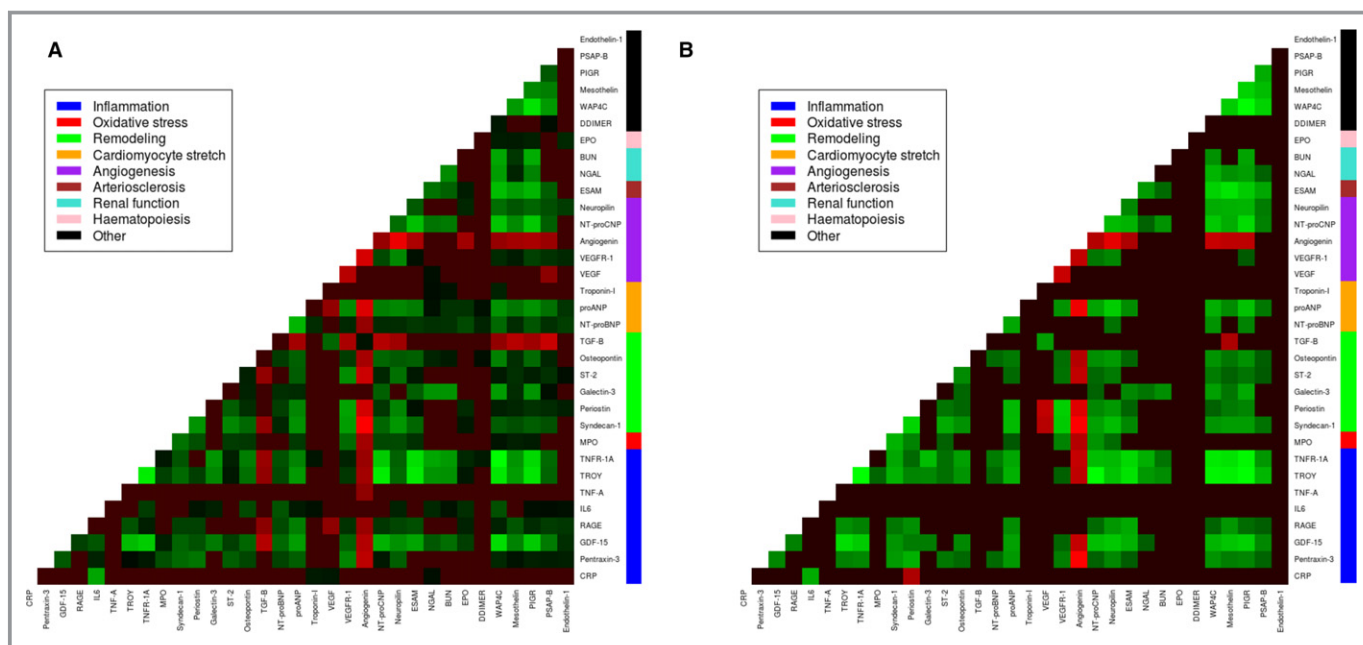 A
Inflammation
Oxidative stress
Remodeling
Cardiomyocyte stretch
Angiogenesis
Arteriosclerosis
Renal function
Haematopoiesis
Other
Endothelin-1
PSAP-B
PIGR
Mesothelin
WAP4C
DDIMER
EPO
BUN
NGAL
ESAM
Neuropilin
NT-proCNP
Angiogenin
VEGFR-1
VEGF
Troponin-I
proANP
NT-proBNP
TGF-B
Osteopontin
ST-2
Galectin-3
Periostin
Syndecan-1
MPO
TNFR-1A
TROY
TNF-A
IL6
RAGE
GDF-15
Pentraxin-3
CRP
CRP
Pentraxin-3
GDF-15
RAGE
IL6
TNF-A
TROY
TNFR-1A
MPO
Syndecan-1
Periostin
Galectin-3
ST-2
Osteopontin
TGF-B
NT-proBNP
proANP
Troponin-I
VEGF
VEGFR-1
Angiogenin
NT-proCNP
Neuropilin
ESAM
NGAL
BUN
EPO
DDIMER
WAP4C
Mesothelin
PIGR
PSAP-B
Endothelin-1
B
Inflammation
Oxidative stress
Remodeling
Cardiomyocyte stretch
Angiogenesis
Arteriosclerosis
Renal function
Haematopoiesis
Other
Endothelin-1
PSAP-B
PIGR
Mesothelin
WAP4C
DDIMER
EPO
BUN
NGAL
ESAM
Neuropilin
NT-proCNP
Angiogenin
VEGFR-1
VEGF
Troponin-I
proANP
NT-proBNP
TGF-B
Osteopontin
ST-2
Galectin-3
Periostin
Syndecan-1
MPO
TNFR-1A
TROY
TNF-A
IL6
RAGE
GDF-15
Pentraxin-3
CRP
CRP
Pentraxin-3
GDF-15
RAGE
IL6
TNF-A
TROY
TNFR-1A
MPO
Syndecan-1
Periostin
Galectin-3
ST-2
Osteopontin
TGF-B
NT-proBNP
proANP
Troponin-I
VEGF
VEGFR-1
Angiogenin
NT-proCNP
Neuropilin
ESAM
NGAL
BUN
EPO
DDIMER
WAP4C
Mesothelin
PIGR
PSAP-B
Endothelin-1